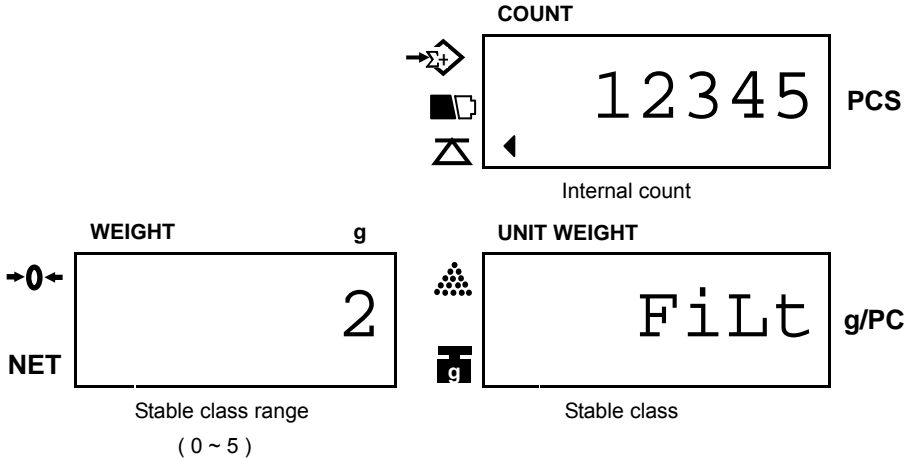 COUNT
Σ+
12345 PCS
Internal count
WEIGHT g
UNIT WEIGHT
→0←
2
FiLt g/PC
NET
g
Stable class range
( 0 ~ 5 )
Stable class